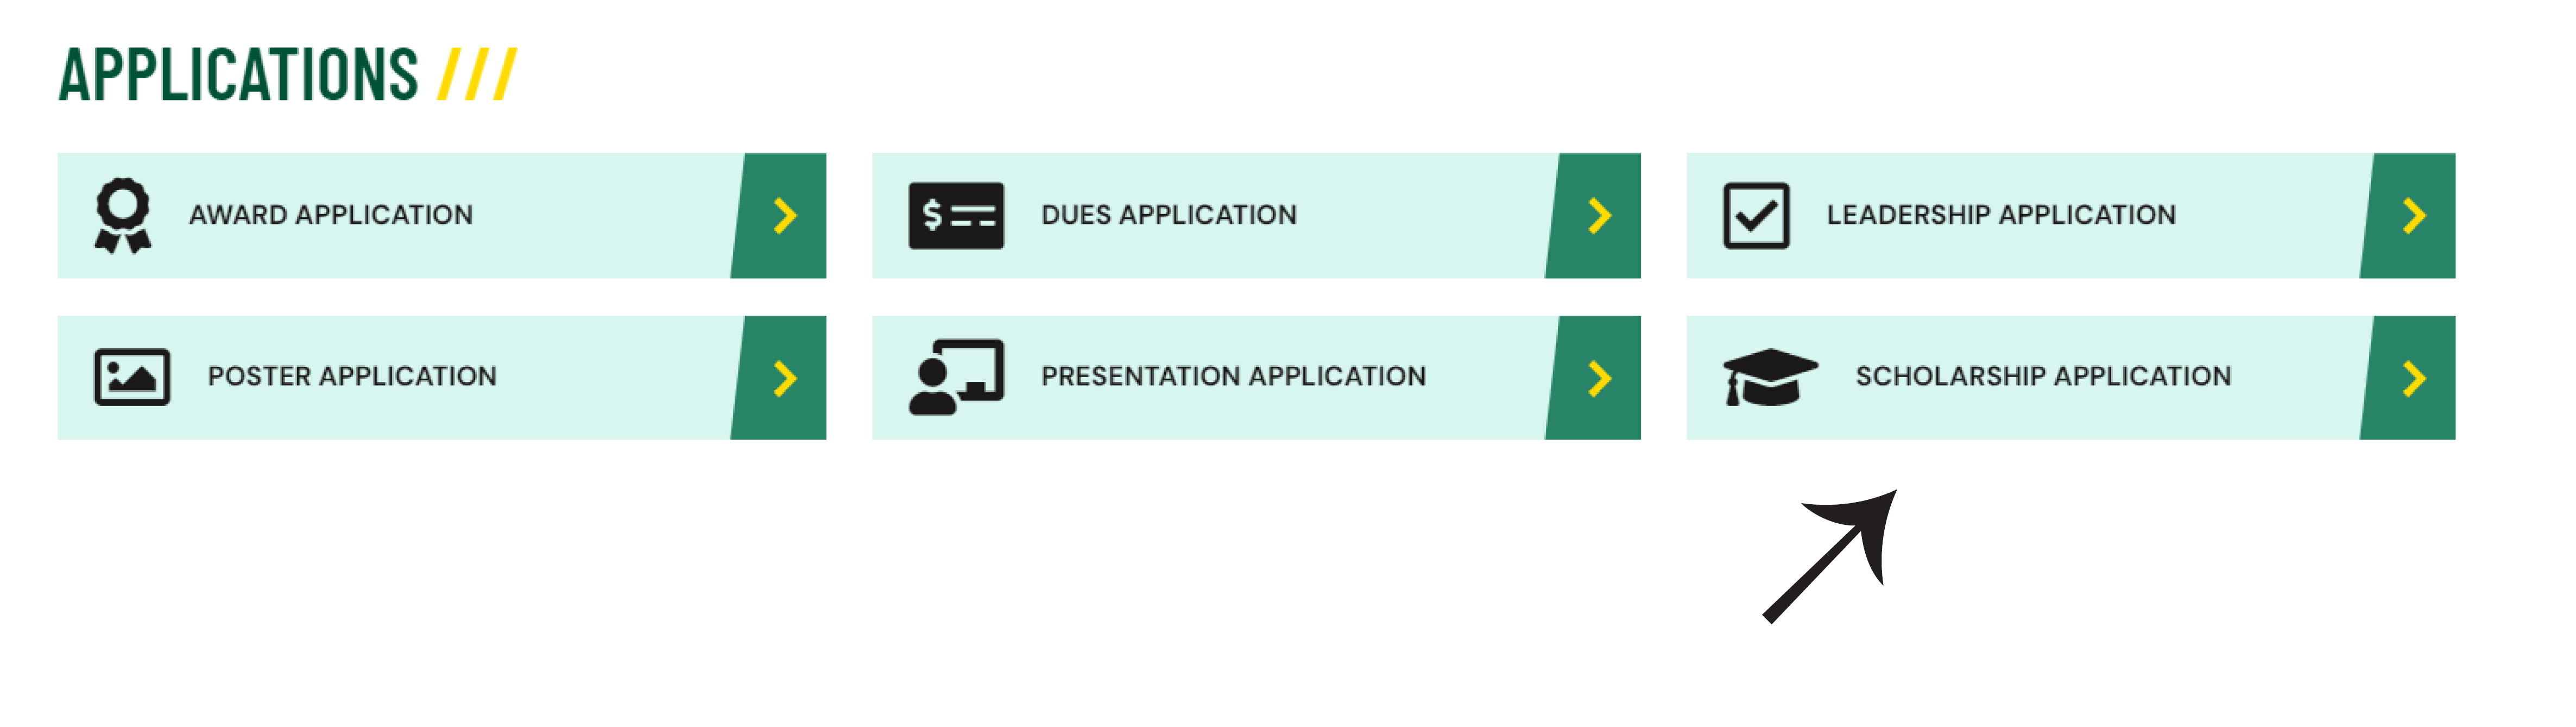 APPLICATIONS ///
AWARD APPLICATION
DUES APPLICATION
LEADERSHIP APPLICATION
POSTER APPLICATION
PRESENTATION APPLICATION
SCHOLARSHIP APPLICATION